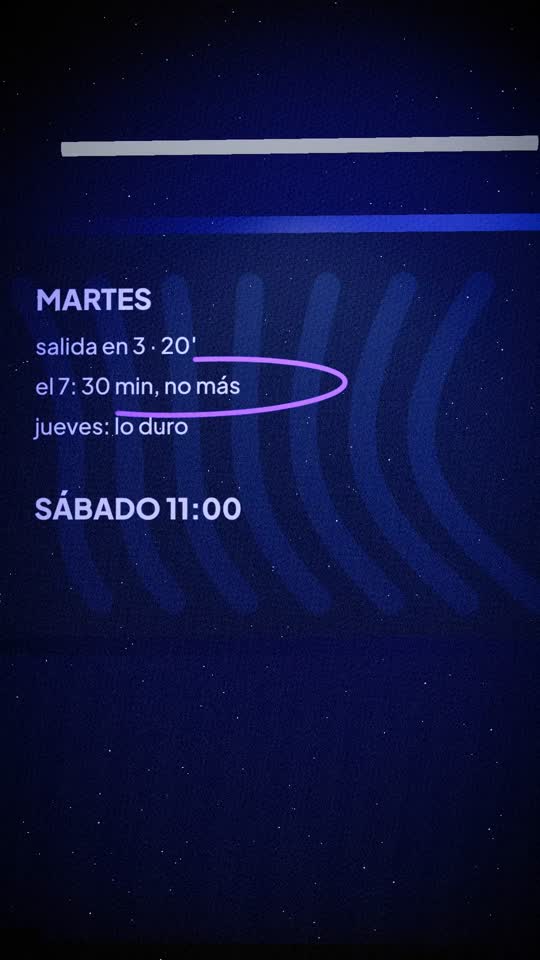 MARTES
salida en 3 · 20'
el 7: 30 min, no más
jueves: lo duro
SÁBADO 11:00